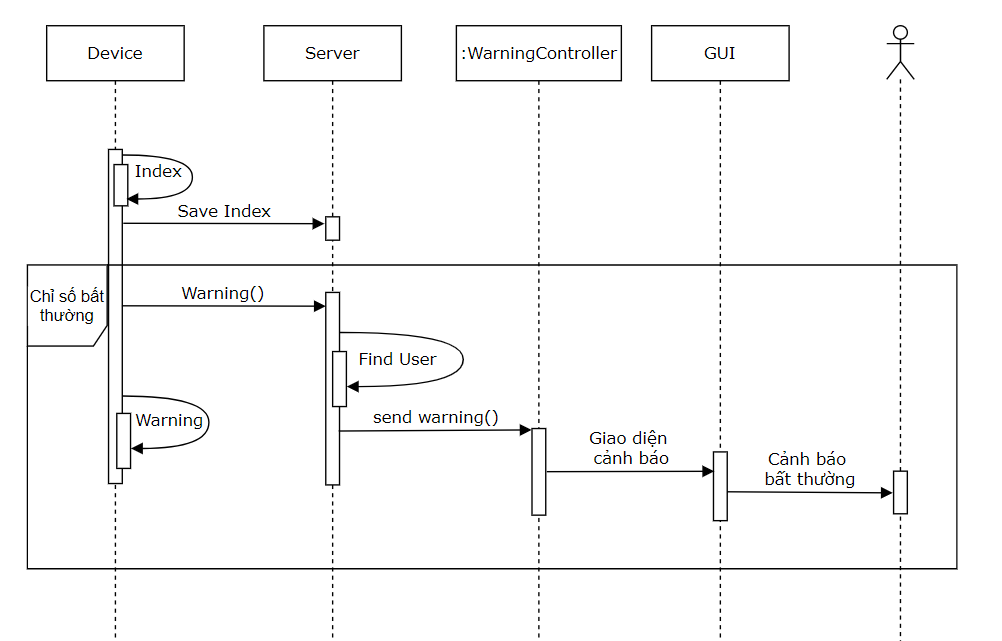 Device
Server
:WarningController
GUI
Index
Save Index
Chỉ số bất
thường
Warning()
Find User
Warning
send warning()
Giao diện
cảnh báo
Cảnh báo
bất thường